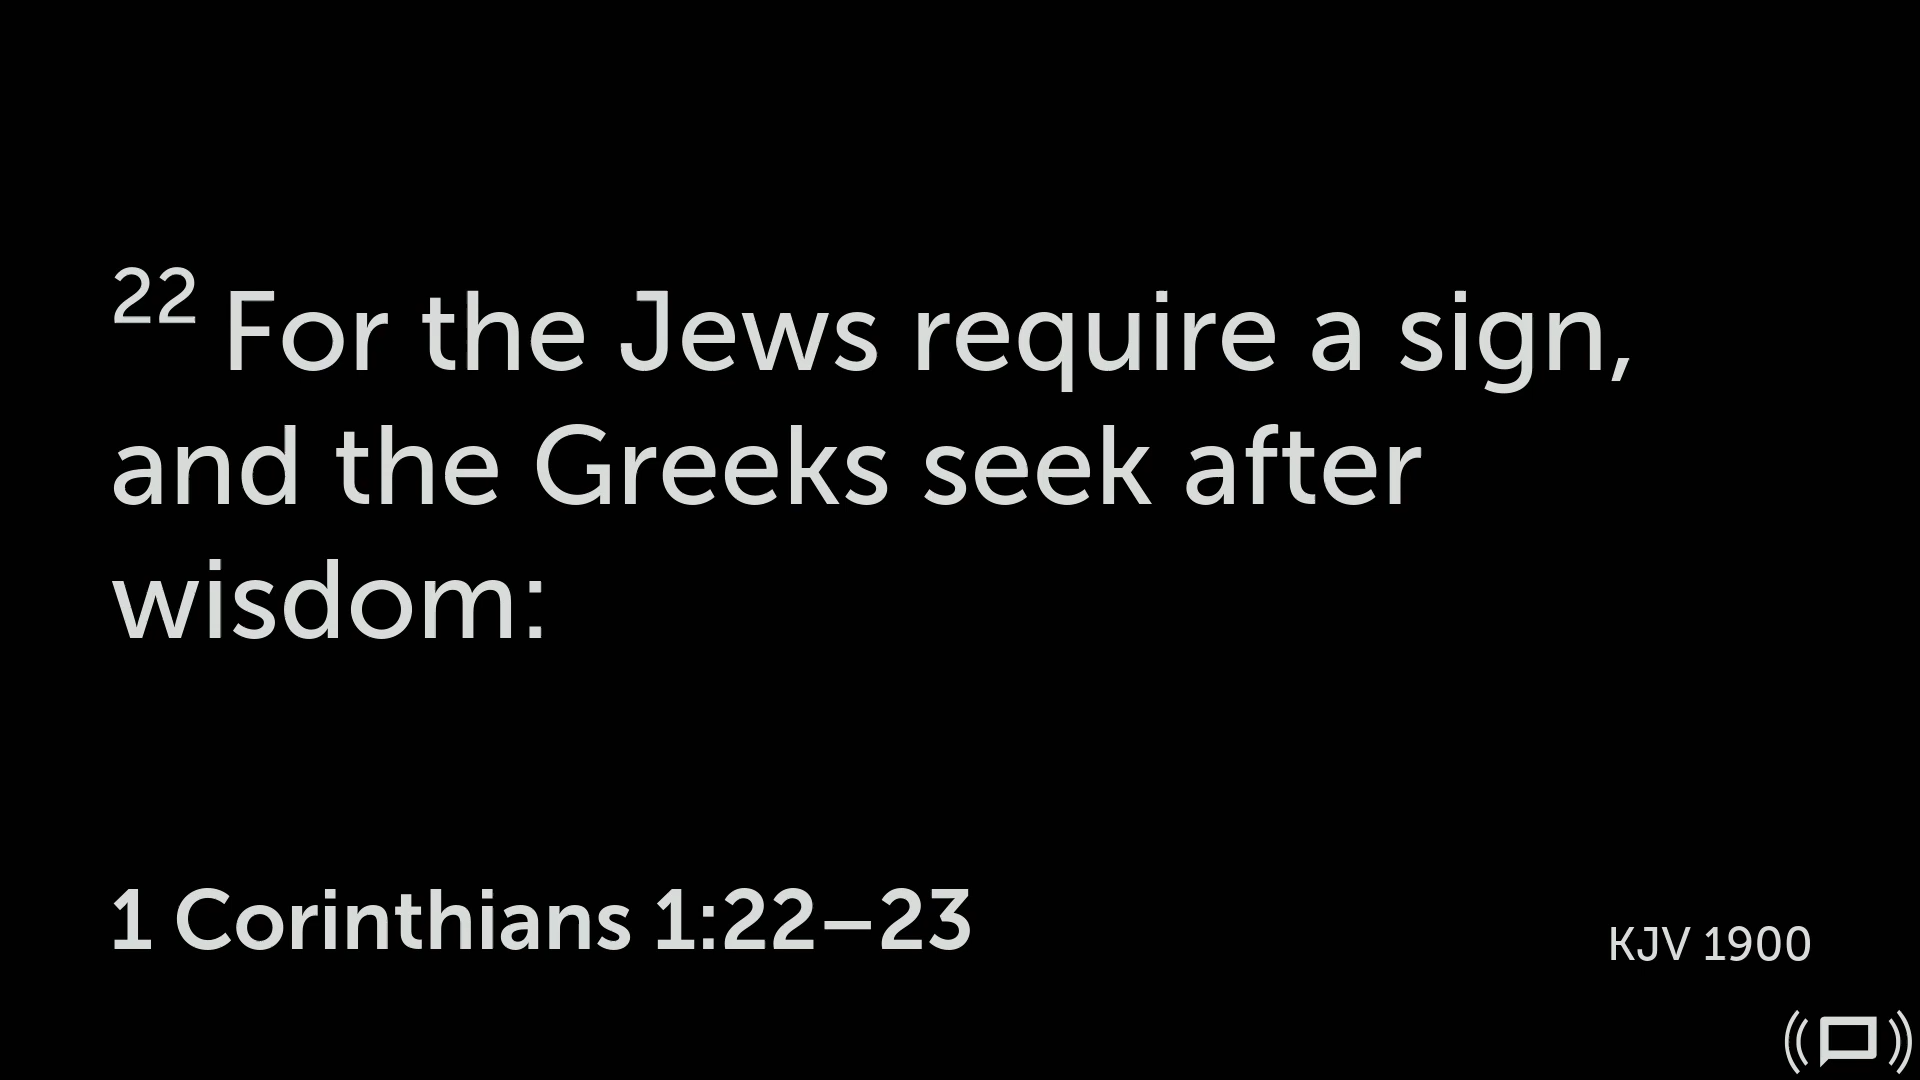 22 For the Jews require a sign,
and the Greeks seek after
wisdom:
1 Corinthians 1:22–23
KJV 1900